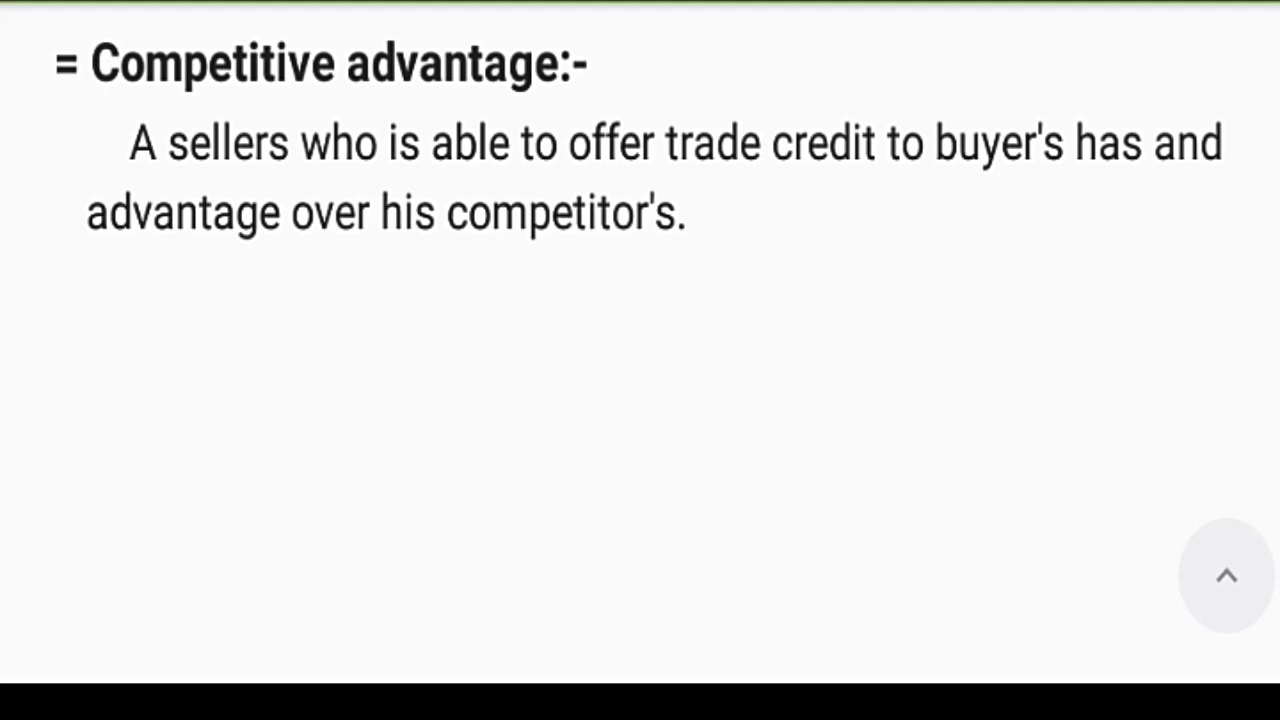 = Competitive advantage:-
A sellers who is able to offer trade credit to buyer's has and
advantage over his competitor's.